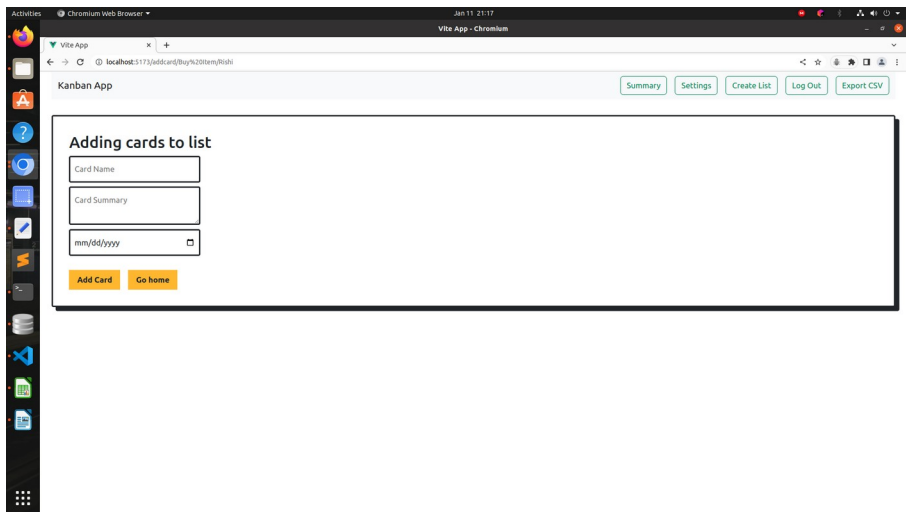 Activities Chromium Web Browser Jan 11 21:17
Vite App - Chromium
Vite App
localhost:5173/addcard/Buy%20Item/Rishi
Kanban App Summary Settings Create List Log Out Export CSV
Adding cards to list
Card Name
Card Summary
mm/dd/yyyy
Add Card Go home